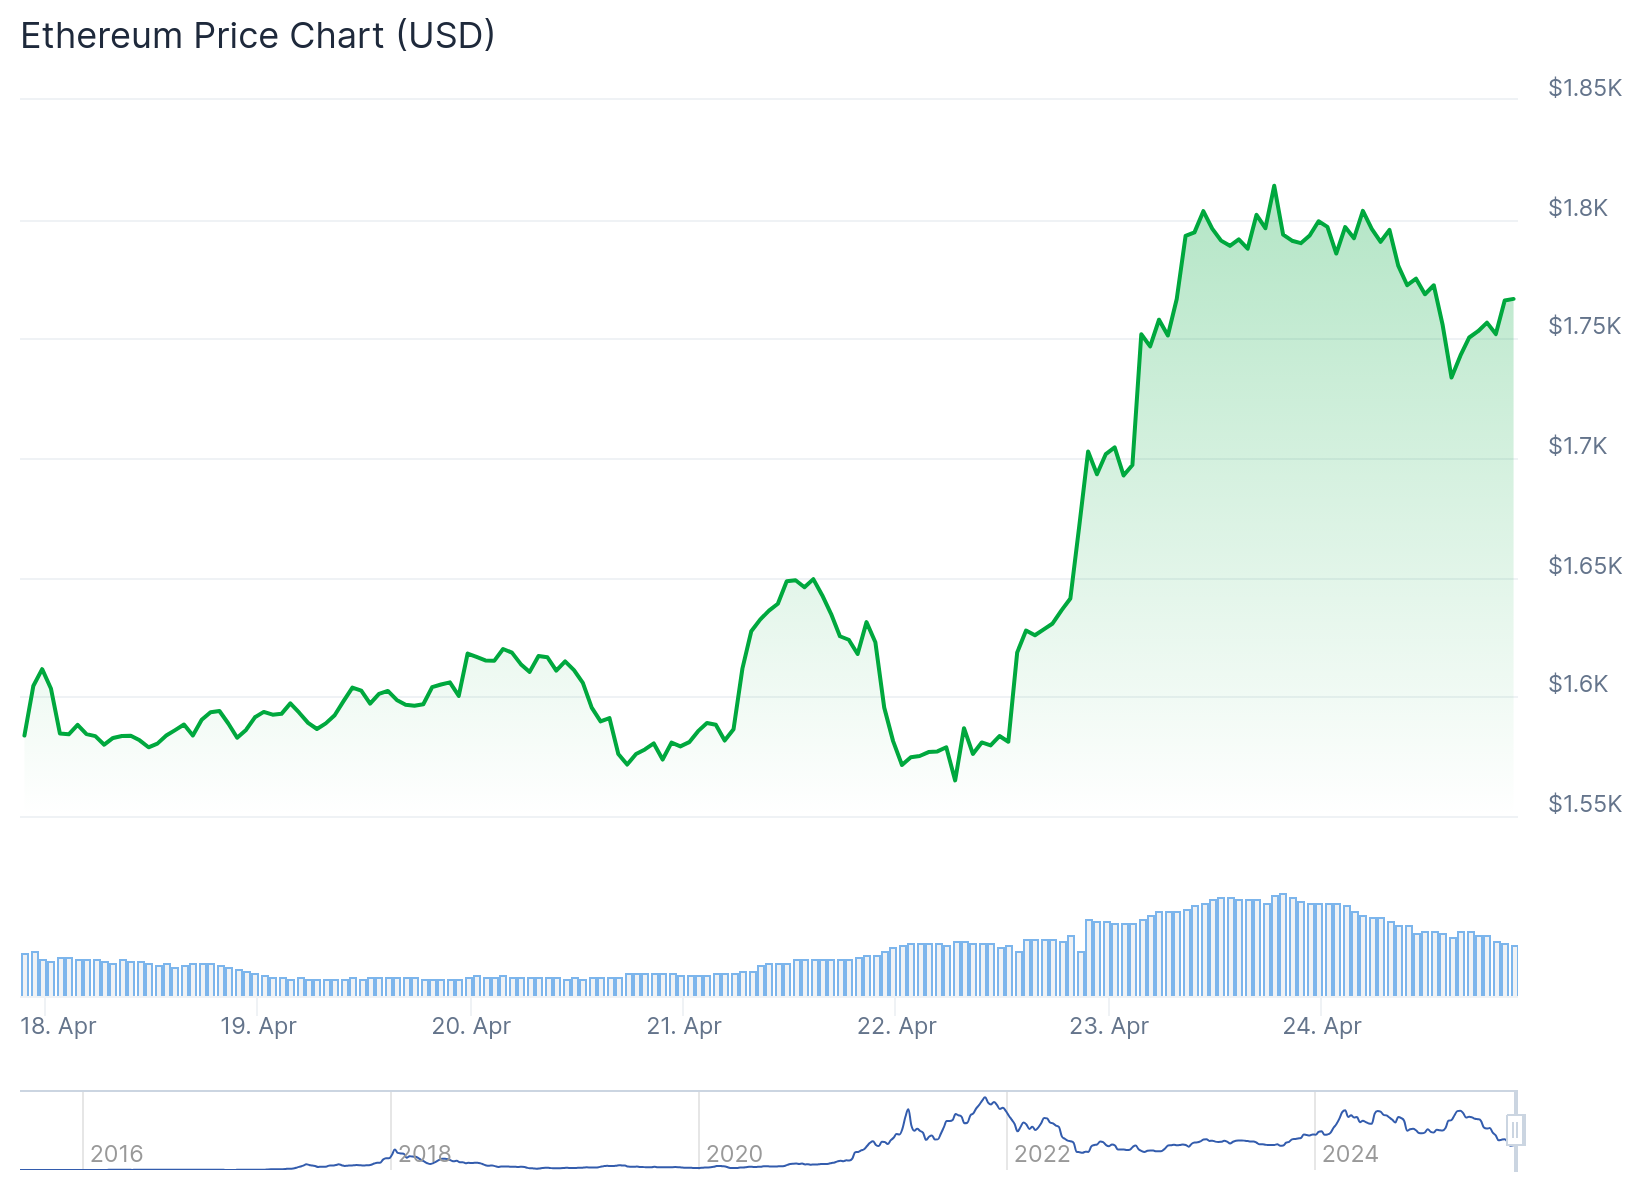 Ethereum Price Chart (USD)
$1.85K
$1.8K
$1.75K
$1.7K
$1.65K
$1.6K
$1.55K
18. Apr 19. Apr 20. Apr 21. Apr 22. Apr 23. Apr 24. Apr
2016 2018 2020 2022 2024